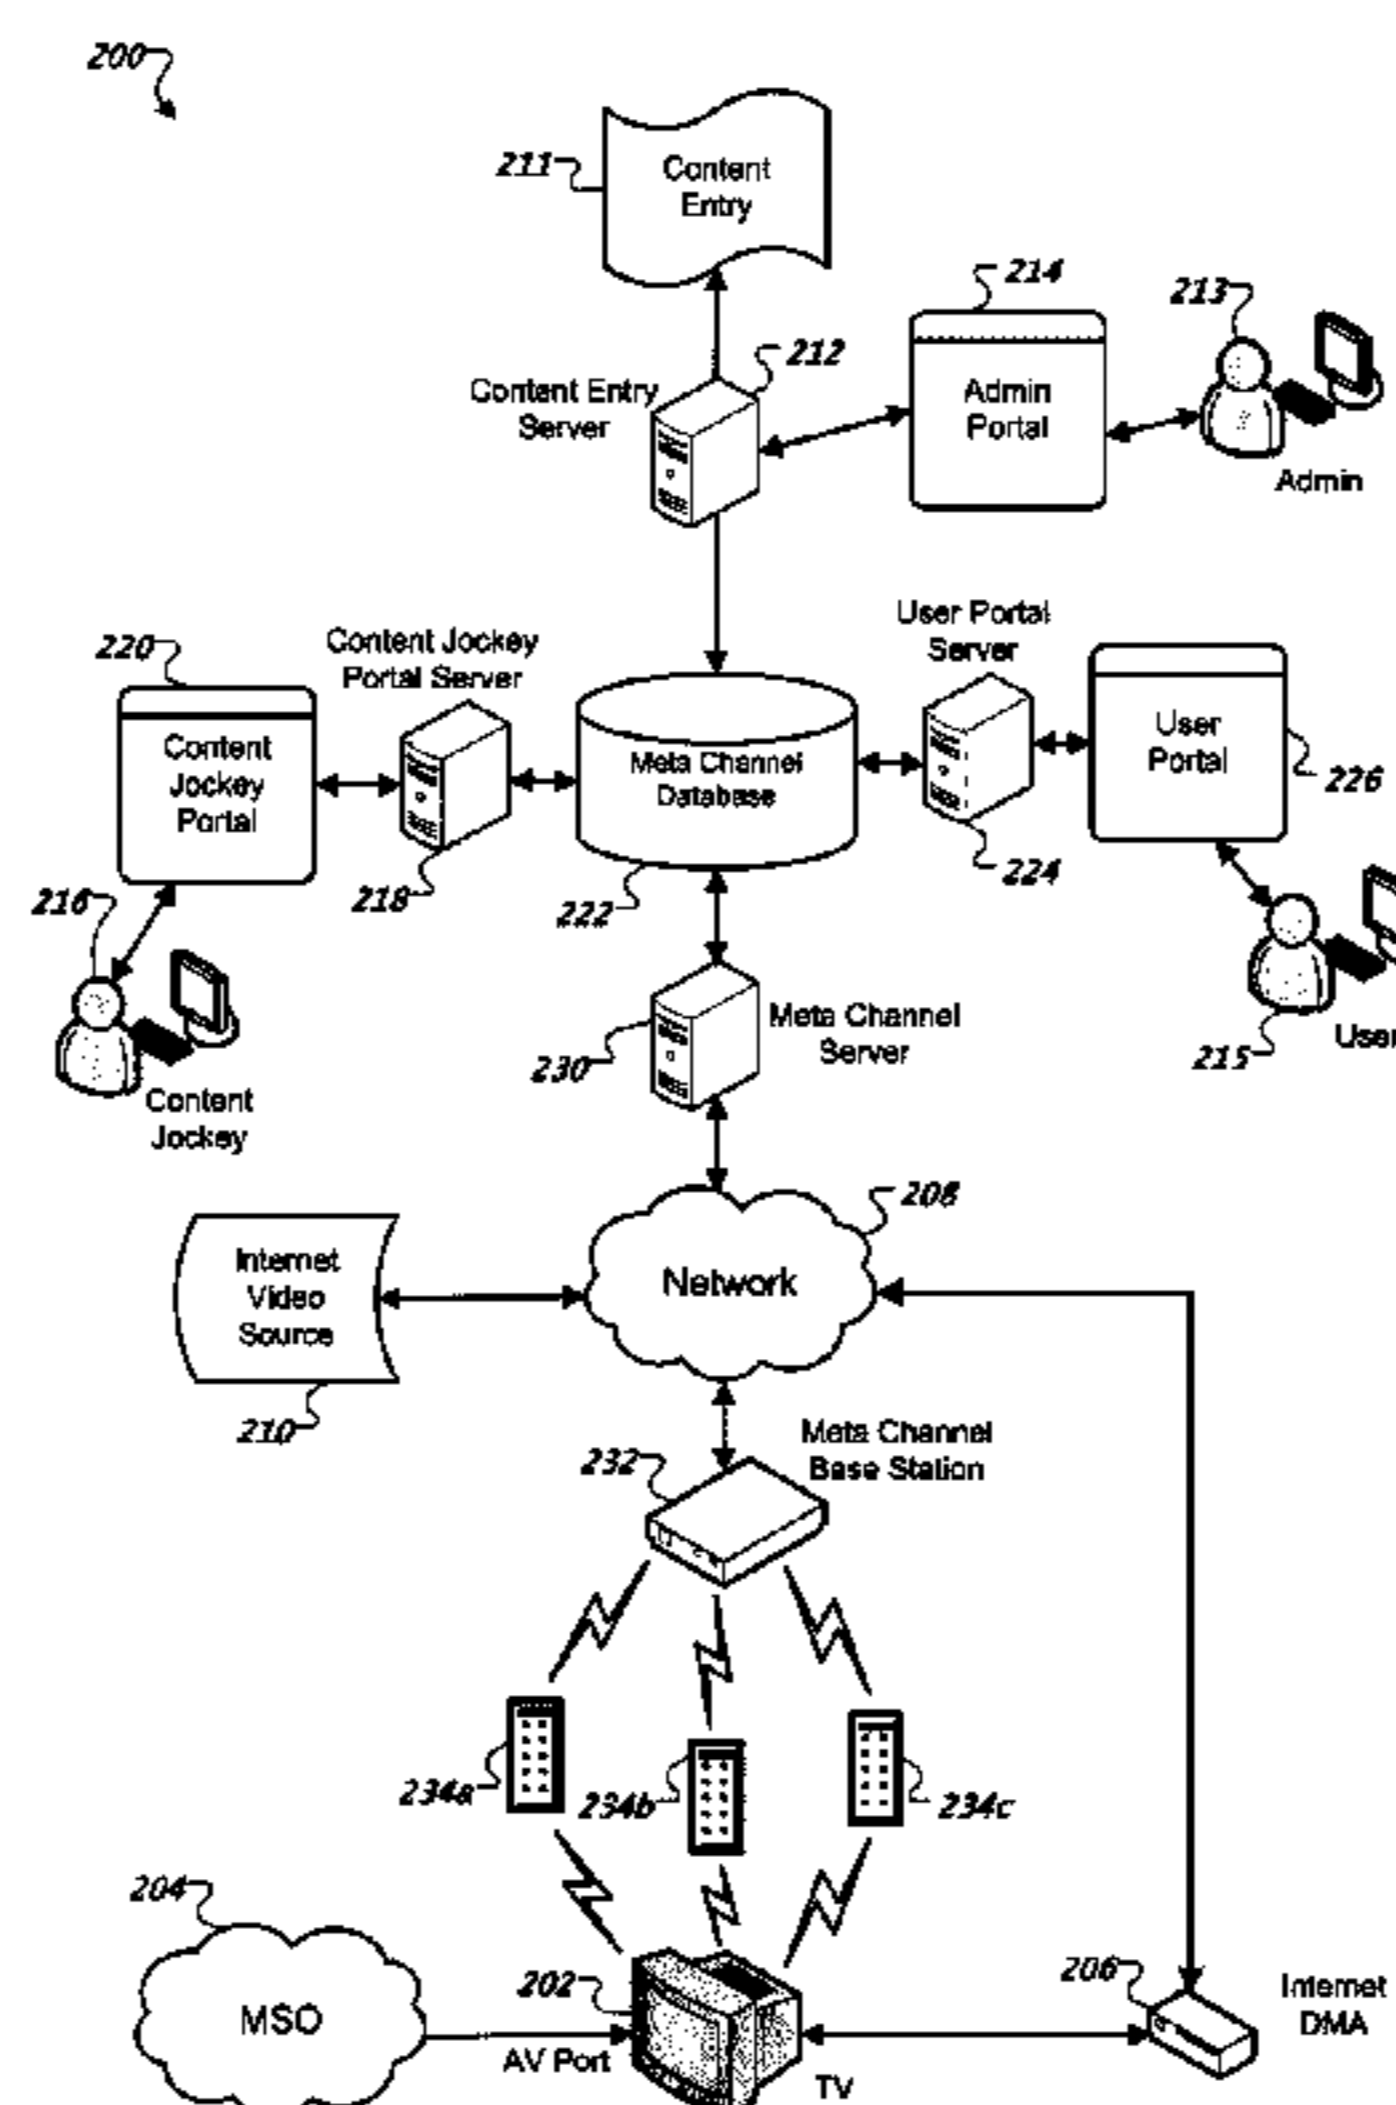 200
211
Content
Entry
214
213
212
Content Entry
Server
Admin
Portal
Admin
User Portal
Server
220
Content Jockey
Portal Server
Content
Jockey
Portal
Meta Channel
Database
User
Portal
226
216
218
222
224
Meta Channel
Server
230
215
User
Content
Jockey
208
Internet
Video
Source
Network
210
Meta Channel
Base Station
232
234a
234b
234c
204
202
206
Internet
DMA
MSO
AV Port
TV